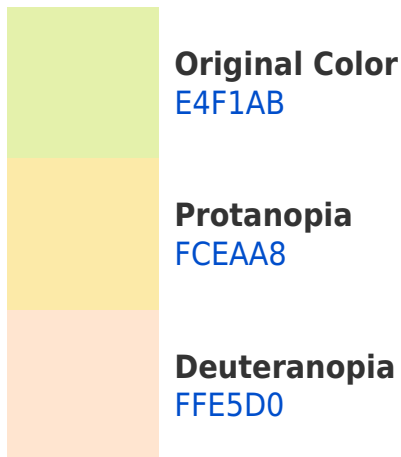 Original Color
E4F1AB
Protanopia
FCEAA8
Deuteranopia
FFE5D0